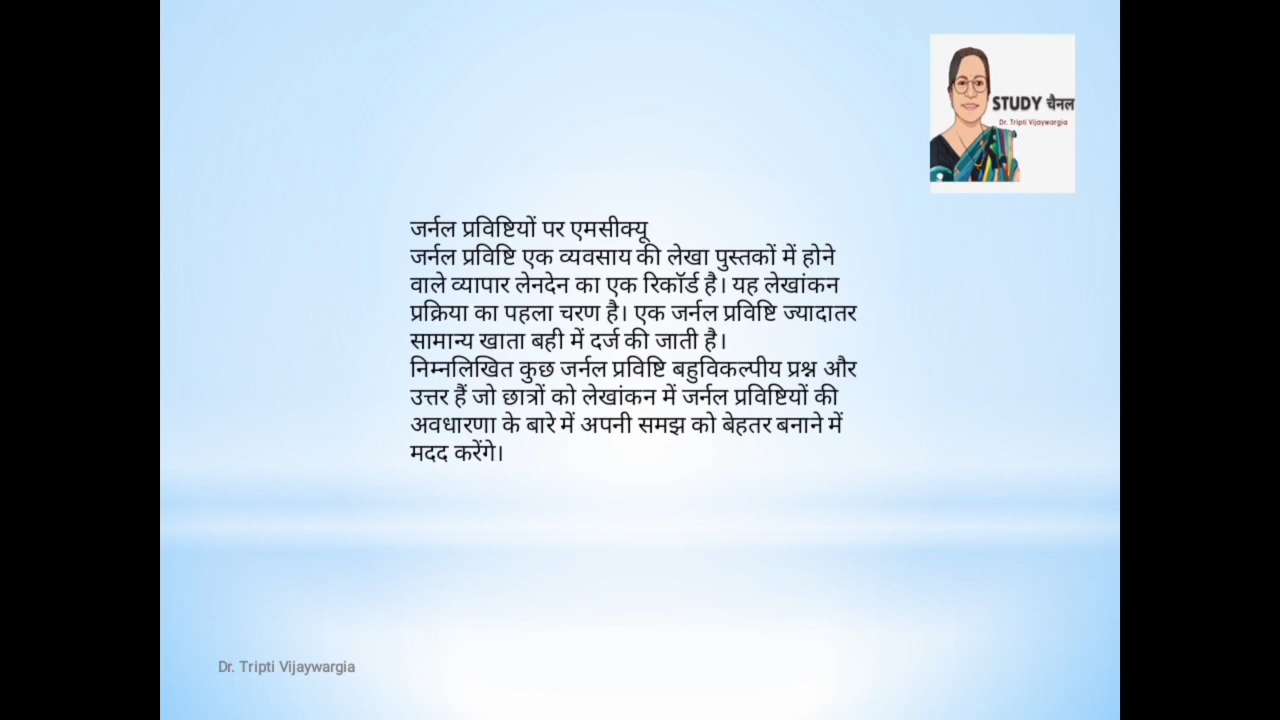 STUDY चैनल
Dr. Tripti Vijaywargia
जर्नल प्रविष्टियों पर एमसीक्यू
जर्नल प्रविष्टि एक व्यवसाय की लेखा पुस्तकों में होने
वाले व्यापार लेनदेन का एक रिकॉर्ड है। यह लेखांकन
प्रक्रिया का पहला चरण है। एक जर्नल प्रविष्टि ज्यादातर
सामान्य खाता बही में दर्ज की जाती है।
निम्नलिखित कुछ जर्नल प्रविष्टि बहुविकल्पीय प्रश्न और
उत्तर हैं जो छात्रों को लेखांकन में जर्नल प्रविष्टियों की
अवधारणा के बारे में अपनी समझ को बेहतर बनाने में
मदद करेंगे।
Dr. Tripti Vijaywargia